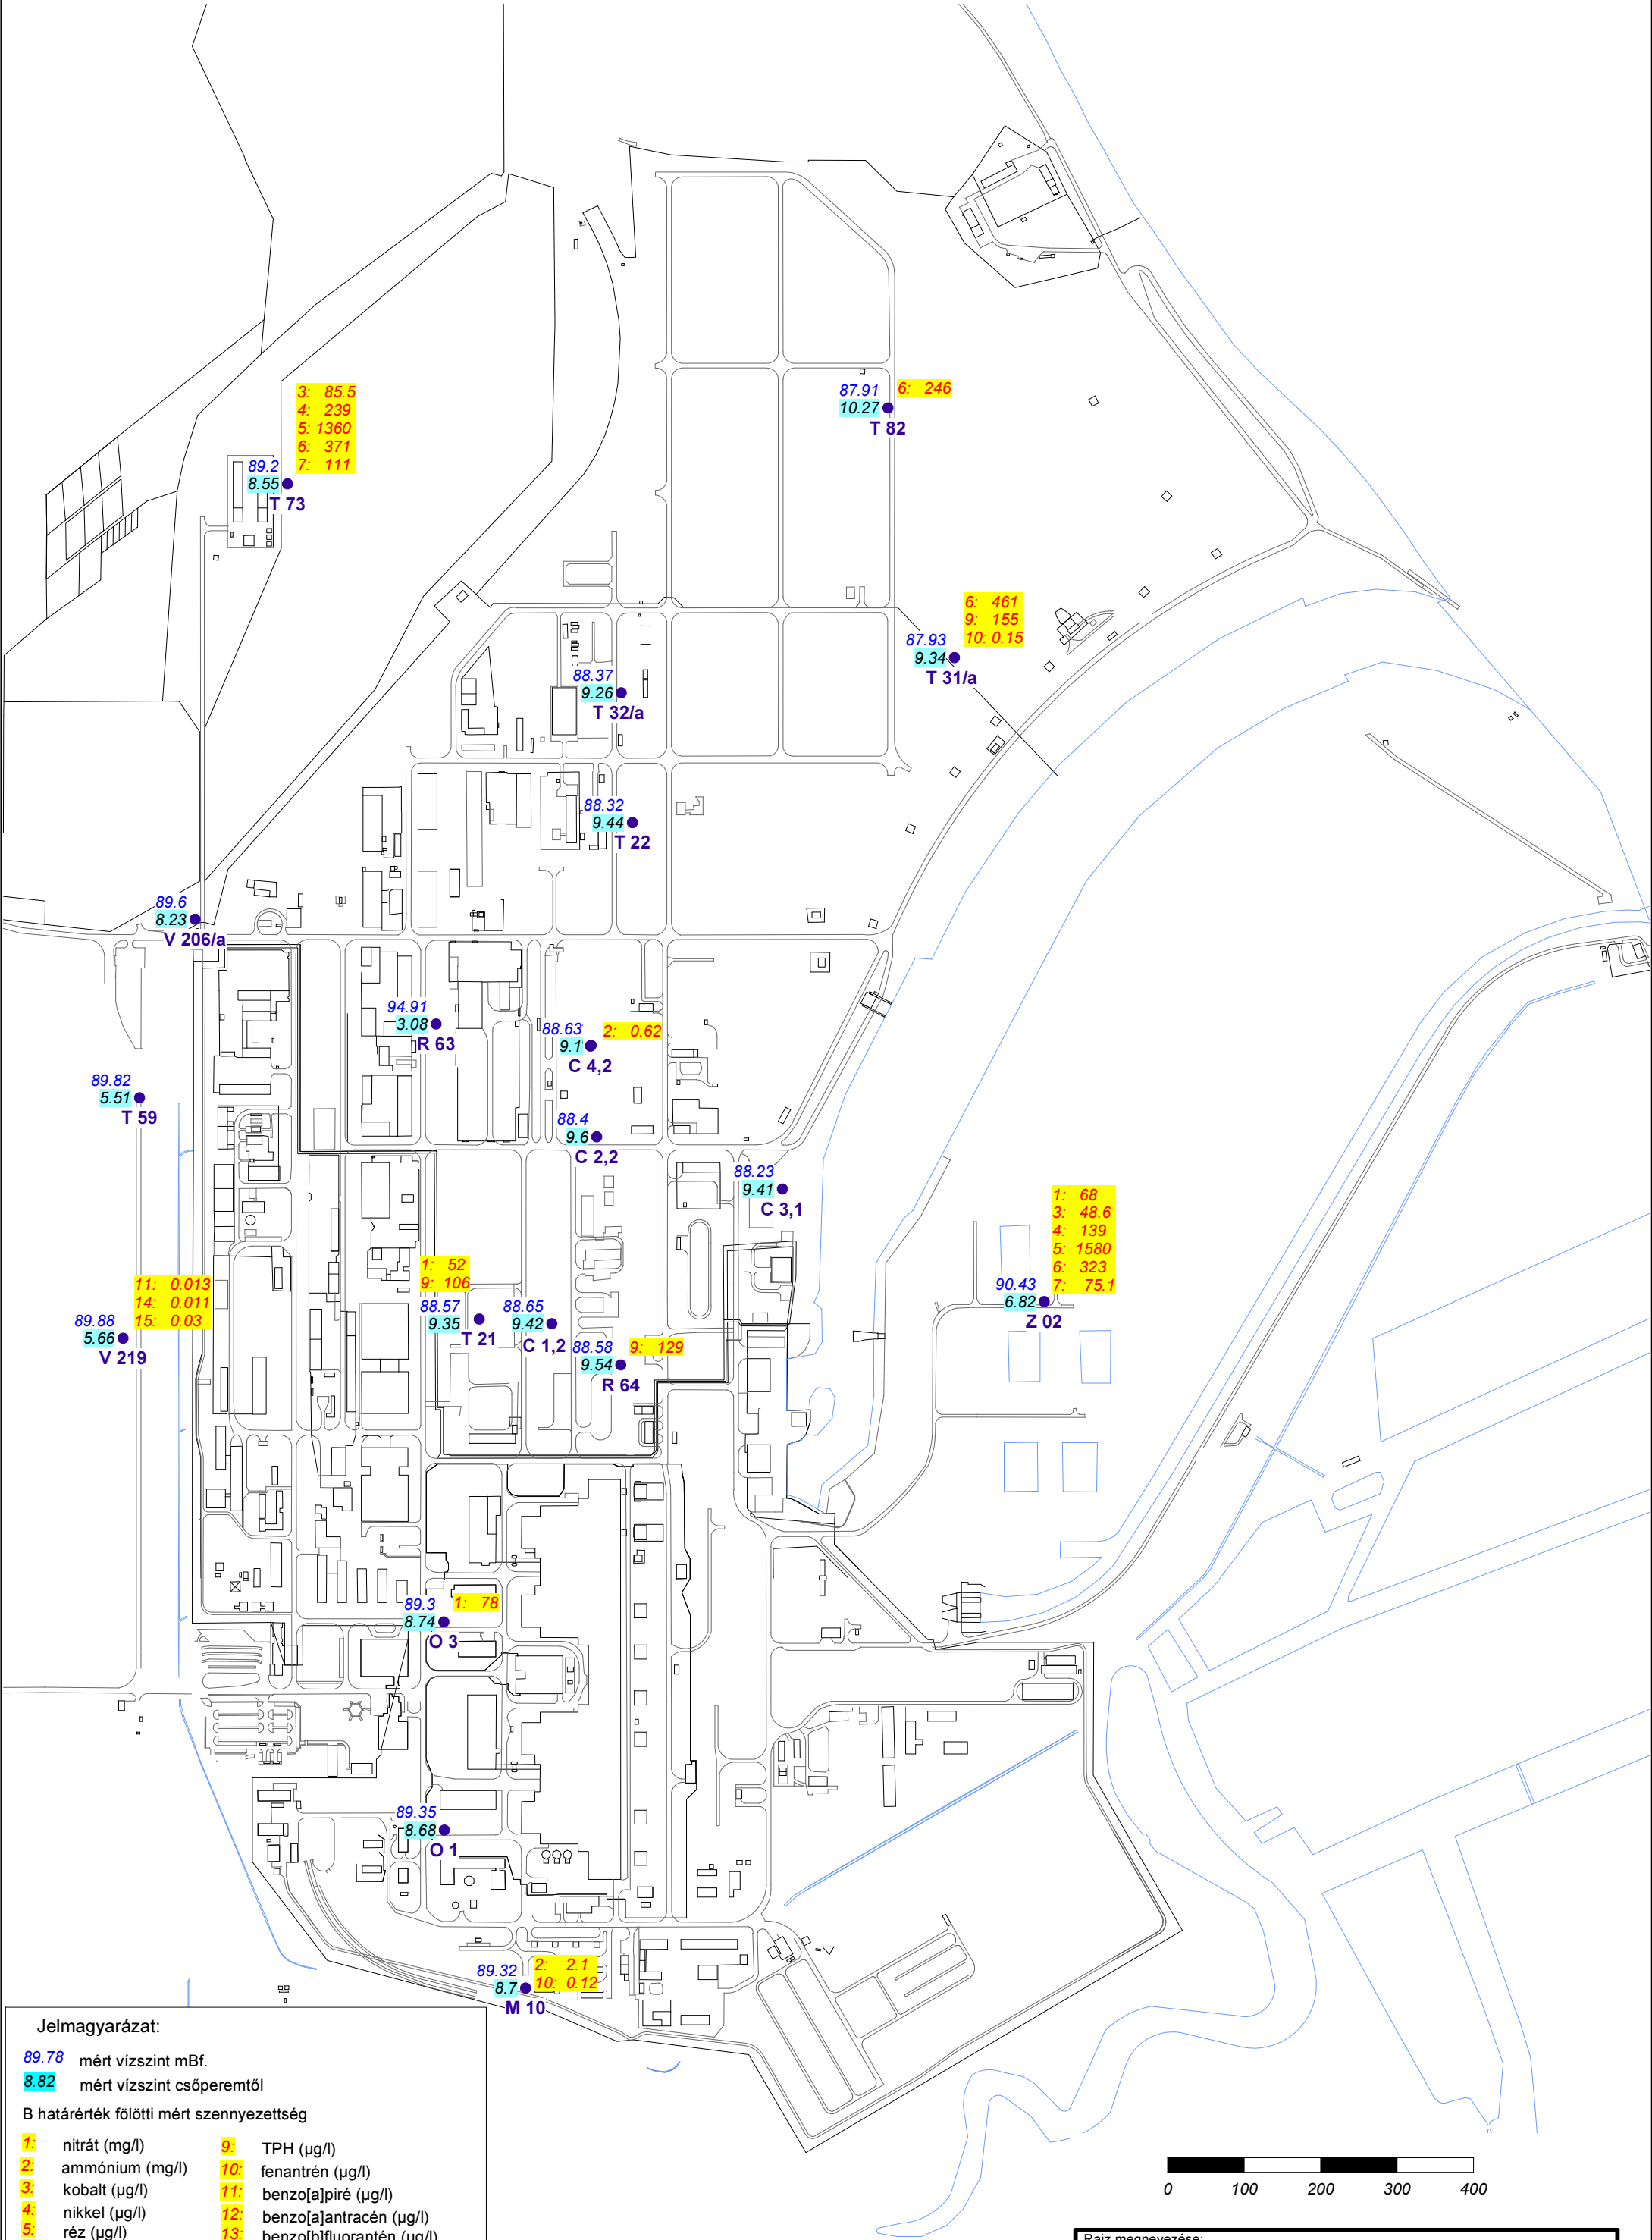 3: 85.5
4: 239
5: 1360
6: 371
7: 111
89.2
8.55
T 73
87.91
6: 246
10.27
T 82
6: 461
9: 155
10: 0.15
87.93
9.34
T 31/a
88.37
9.26
T 32/a
88.32
9.44
T 22
89.6
8.23
V 206/a
94.91
3.08
R 63
88.63
2: 0.62
9.1
C 4,2
89.82
5.51
T 59
88.4
9.6
C 2,2
88.23
9.41
C 3,1
1: 68
3: 48.6
4: 139
5: 1580
6: 323
7: 75.1
90.43
6.82
Z 02
1: 52
9: 106
88.57
9.35
T 21
88.65
9.42
C 1,2
11: 0.013
14: 0.011
15: 0.03
89.88
5.66
V 219
88.58
9: 129
9.54
R 64
89.3
1: 78
8.74
O 3
89.35
8.68
O 1
89.32
2: 2.1
8.7
10: 0.12
M 10
Jelmagyarázat:
89.78 mért vízszint mBf.
8.82 mért vízszint csőperemtől
B határérték fölötti mért szennyezettség
1: nitrát (mg/l)
2: ammónium (mg/l)
3: kobalt (µg/l)
4: nikkel (µg/l)
5: réz (µg/l)
9: TPH (µg/l)
10: fenantrén (µg/l)
11: benzo[a]piré (µg/l)
12: benzo[a]antracén (µg/l)
13: benzo[b]fluorantén (µg/l)
0 100 200 300 400
Rajz megnevezése: